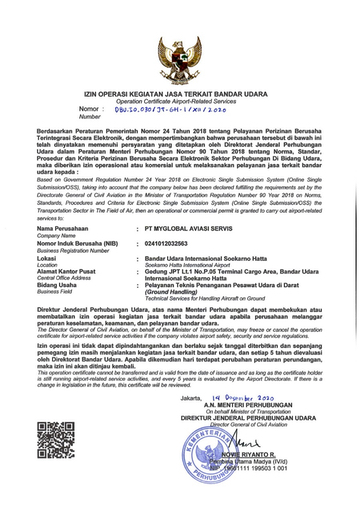 IZIN OPERASI KEGIATAN JASA TERKAIT BANDAR UDARA
Operation Certificate Airport-Related Services
Nomor :
Number
Berdasarkan Peraturan Pemerintah Nomor 24 Tahun 2018 tentang Pelayanan Perizinan Berusaha
Terintegrasi Secara Elektronik, dengan mempertimbangkan bahwa perusahaan tersebut di bawah ini
telah dinyatakan memenuhi persyaratan yang ditetapkan oleh Direktorat Jenderal Perhubungan
Udara dalam Peraturan Menteri Perhubungan Nomor 90 Tahun 2018 tentang Norma, Standar,
Prosedur dan Kriteria Perizinan Berusaha Secara Elektronik Sektor Perhubungan Di Bidang Udara,
maka diberikan izin operasional atau komersial untuk melaksanakan pelayanan jasa terkait bandar
udara kepada :
Based on Government Regulation Number 24 Year 2018 on Electronic Single Submission System (Online Single
Submission/OSS), taking into account that the company below has been declared fulfilling the requirements set by the
Directorate General of Civil Aviation in the Minister of Transportation Regulation Number 90 Year 2018 on Norms,
Standards, Procedures and Criteria for Electronic Single Submission System (Online Single Submission/OSS) the
Transportation Sector in The Field of Air, then an operational or commercial permit is granted to carry out airport-related
services to:
Nama Perusahaan : PT MYGLOBAL AVIASI SERVIS
Company Name
Nomor Induk Berusaha (NIB) : 0241012032563
Business Registration Number
Lokasi : Bandar Udara Internasional Soekarno Hatta
Location Soekarno Hatta International Airport
Alamat Kantor Pusat : Gedung JPT Lt.1 No.P.05 Terminal Cargo Area, Bandar Udara
Central Office Address Internasional Soekarno Hatta
Bidang Usaha : Pelayanan Teknis Penanganan Pesawat Udara di Darat
Business Field (Ground Handling)
Technical Services for Handling Aircraft on Ground
Direktur Jenderal Perhubungan Udara, atas nama Menteri Perhubungan dapat membekukan atau
membatalkan izin operasi kegiatan jasa terkait bandar udara apabila perusahaan melanggar
peraturan keselamatan, keamanan, dan pelayanan bandar udara.
The Director General of Civil Aviation, on behalf of the Minister of Transportation, may freeze or cancel the operation
certificate for airport-related service activities if the company violates airport safety, security and service regulations.
Izin operasi ini tidak dapat dipindahtangankan dan berlaku sejak tanggal diterbitkan dan sepanjang
pemegang izin masih menjalankan kegiatan jasa terkait bandar udara, dan setiap 5 tahun dievaluasi
oleh Direktorat Bandar Udara. Apabila dikemudian hari terdapat perubahan peraturan perundangan,
maka izin ini akan ditinjau kembali.
This operation certificate cannot be transferred and is valid from the date of issuance and as long as the certificate holder
is still running airport-related service activities, and every 5 years is evaluated by the Airport Directorate. If there is a
change in legislation in the future, this certificate will be reviewed.
Jakarta, 14 Desember 2020
A.N. MENTERI PERHUBUNGAN
On behalf Minister of Transportation
DIREKTUR JENDERAL PERHUBUNGAN UDARA
Director General of Civil Aviation
KEMENTERIAN
PERHUBUNGAN
NOVIE RIYANTO R.
Pembina Utama Madya (IV/d)